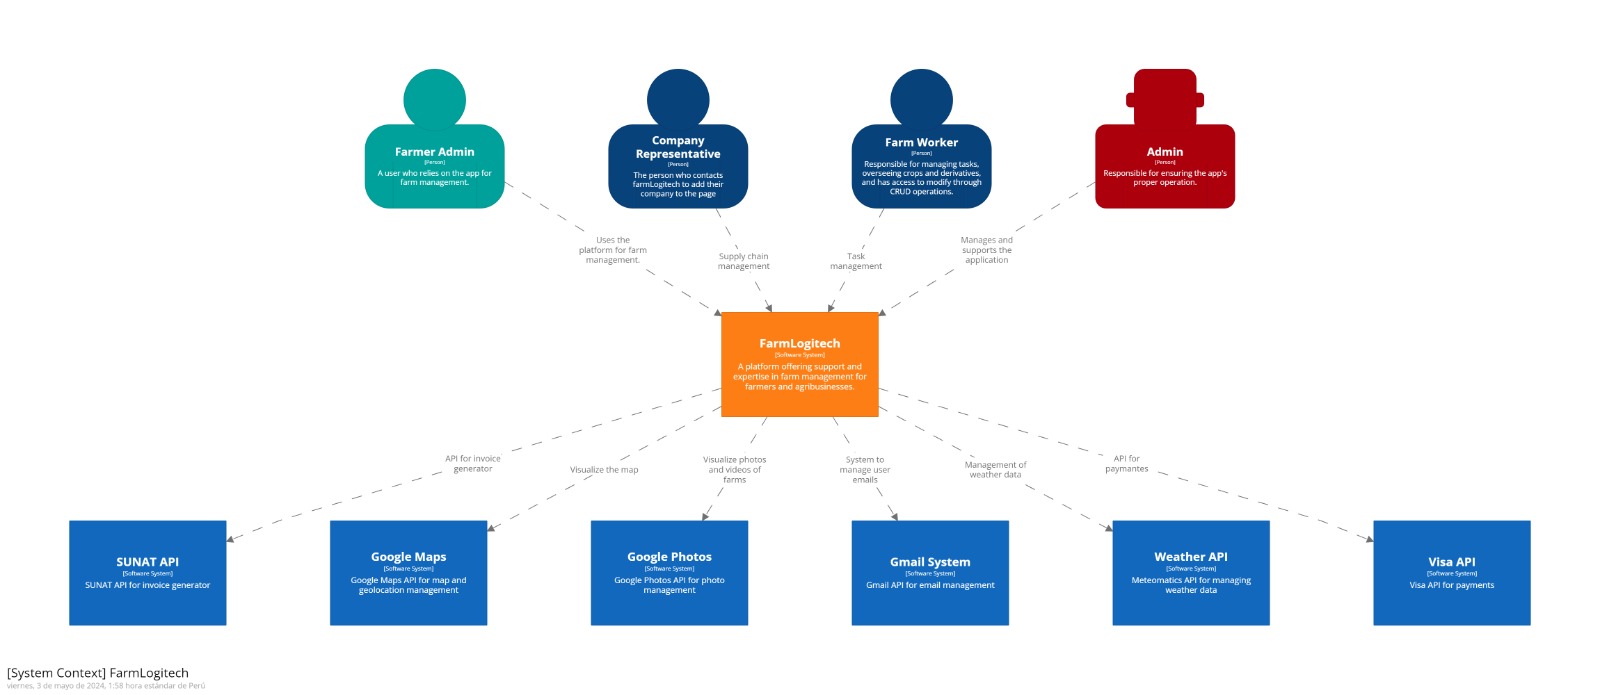 Farmer Admin
[Person]
A user who relies on the app for
farm management.
Company
Representative
[Person]
The person who contacts
farmLogitech to add their
company to the page
Farm Worker
[Person]
Responsible for managing tasks,
overseeing crops and derivatives,
and has access to modify through
CRUD operations.
Admin
[Person]
Responsible for ensuring the app's
proper operation.
Uses the
platform for farm
management.
Supply chain
management
Task
management
Manages and
supports the
application
FarmLogitech
[Software System]
A platform offering support and
expertise in farm management for
farmers and agribusinesses.
API for invoice
generator
Visualize the map
Visualize photos
and videos of
farms
System to
manage user
emails
Management of
weather data
API for
paymantes
SUNAT API
[Software System]
SUNAT API for invoice generator
Google Maps
[Software System]
Google Maps API for map and
geolocation management
Google Photos
[Software System]
Google Photos API for photo
management
Gmail System
[Software System]
Gmail API for email management
Weather API
[Software System]
Meteomatics API for managing
weather data
Visa API
[Software System]
Visa API for payments
[System Context] FarmLogitech
viernes, 3 de mayo de 2024, 1:58 hora estándar de Perú